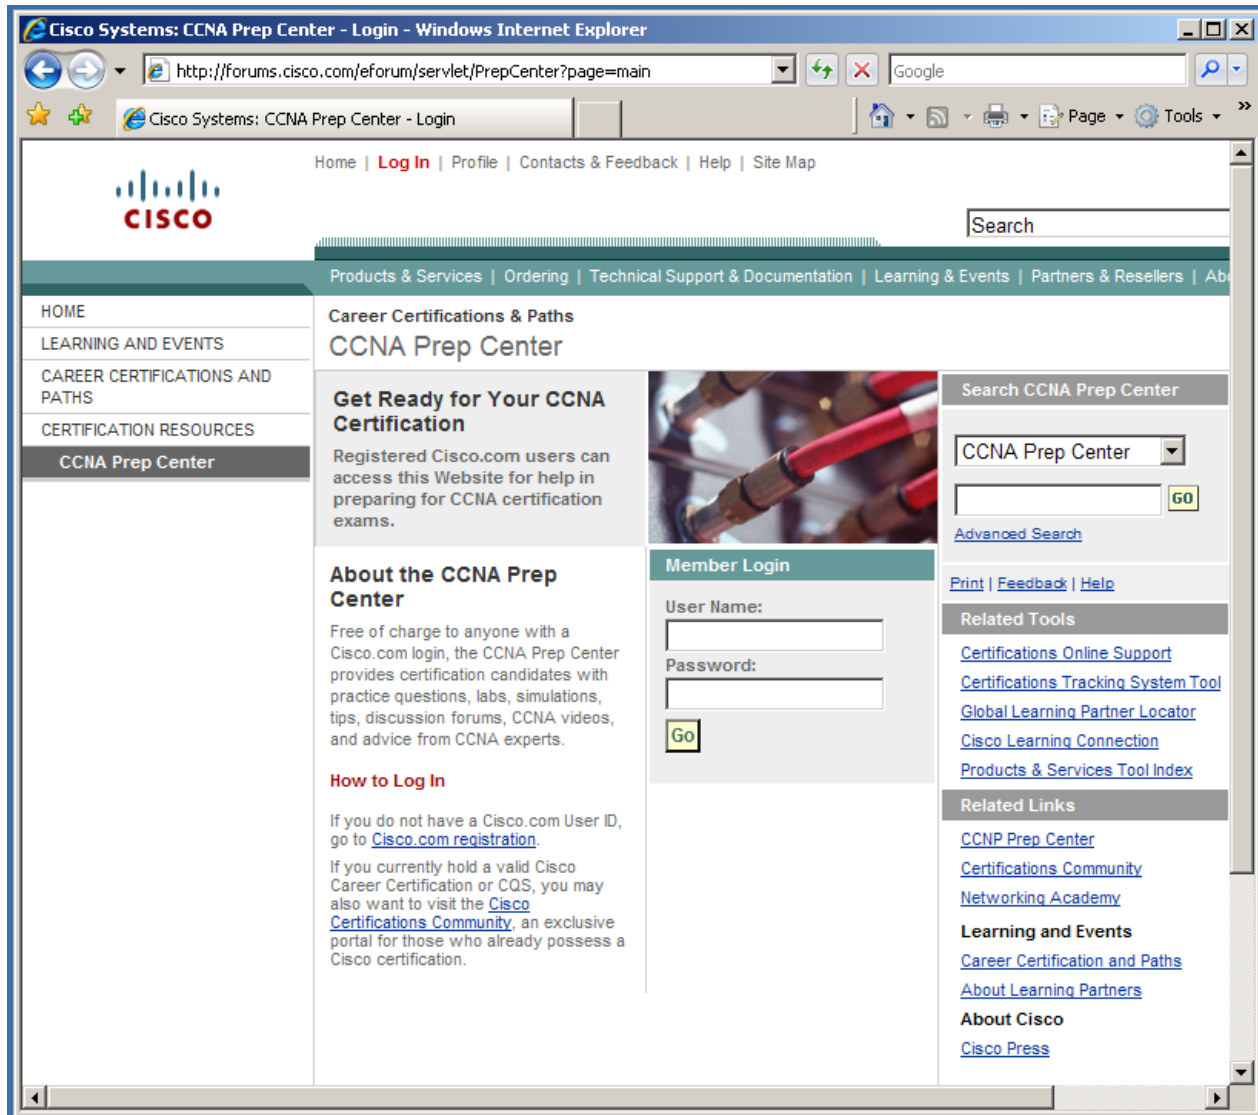 Cisco Systems: CCNA Prep Center - Login - Windows Internet Explorer
http://forums.cisco.com/eforum/servlet/PrepCenter?page=main
Google
Cisco Systems: CCNA Prep Center - Login
Page
Tools
»
Home | Log In | Profile | Contacts & Feedback | Help | Site Map
CISCO
Search
Products & Services | Ordering | Technical Support & Documentation | Learning & Events | Partners & Resellers | Abo
HOME
LEARNING AND EVENTS
CAREER CERTIFICATIONS AND
PATHS
CERTIFICATION RESOURCES
CCNA Prep Center
Career Certifications & Paths
CCNA Prep Center
Get Ready for Your CCNA
Certification
Registered Cisco.com users can
access this Website for help in
preparing for CCNA certification
exams.
About the CCNA Prep
Center
Free of charge to anyone with a
Cisco.com login, the CCNA Prep Center
provides certification candidates with
practice questions, labs, simulations,
tips, discussion forums, CCNA videos,
and advice from CCNA experts.
How to Log In
If you do not have a Cisco.com User ID,
go to Cisco.com registration.
If you currently hold a valid Cisco
Career Certification or CQS, you may
also want to visit the Cisco
Certifications Community, an exclusive
portal for those who already possess a
Cisco certification.
Member Login
User Name:
Password:
Go
Search CCNA Prep Center
CCNA Prep Center
GO
Advanced Search
Print | Feedback | Help
Related Tools
Certifications Online Support
Certifications Tracking System Tool
Global Learning Partner Locator
Cisco Learning Connection
Products & Services Tool Index
Related Links
CCNP Prep Center
Certifications Community
Networking Academy
Learning and Events
Career Certification and Paths
About Learning Partners
About Cisco
Cisco Press